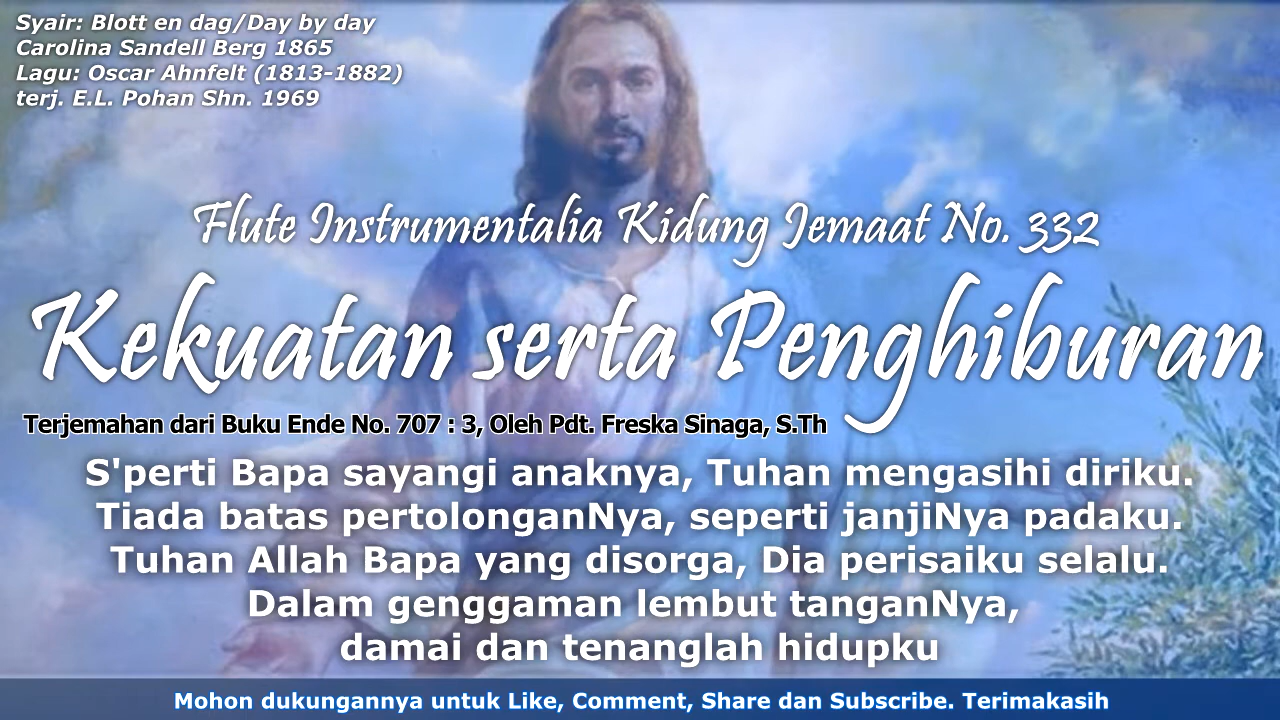 Syair: Blott en dag/Day by day
Carolina Sandell Berg 1865
Lagu: Oscar Ahnfelt (1813-1882)
terj. E.L. Pohan Shn. 1969
Flute Instrumentalia Kidung Jemaat No. 332
Kekuatan serta Penghiburan
Terjemahan dari Buku Ende No. 707 : 3, Oleh Pdt. Freska Sinaga, S.Th
S'perti Bapa sayangi anaknya, Tuhan mengasihi diriku.
Tiada batas pertolonganNya, seperti janjiNya padaku.
Tuhan Allah Bapa yang disorga, Dia perisaiku selalu.
Dalam genggaman lembut tanganNya,
damai dan tenanglah hidupku
Mohon dukungannya untuk Like, Comment, Share dan Subscribe. Terimakasih